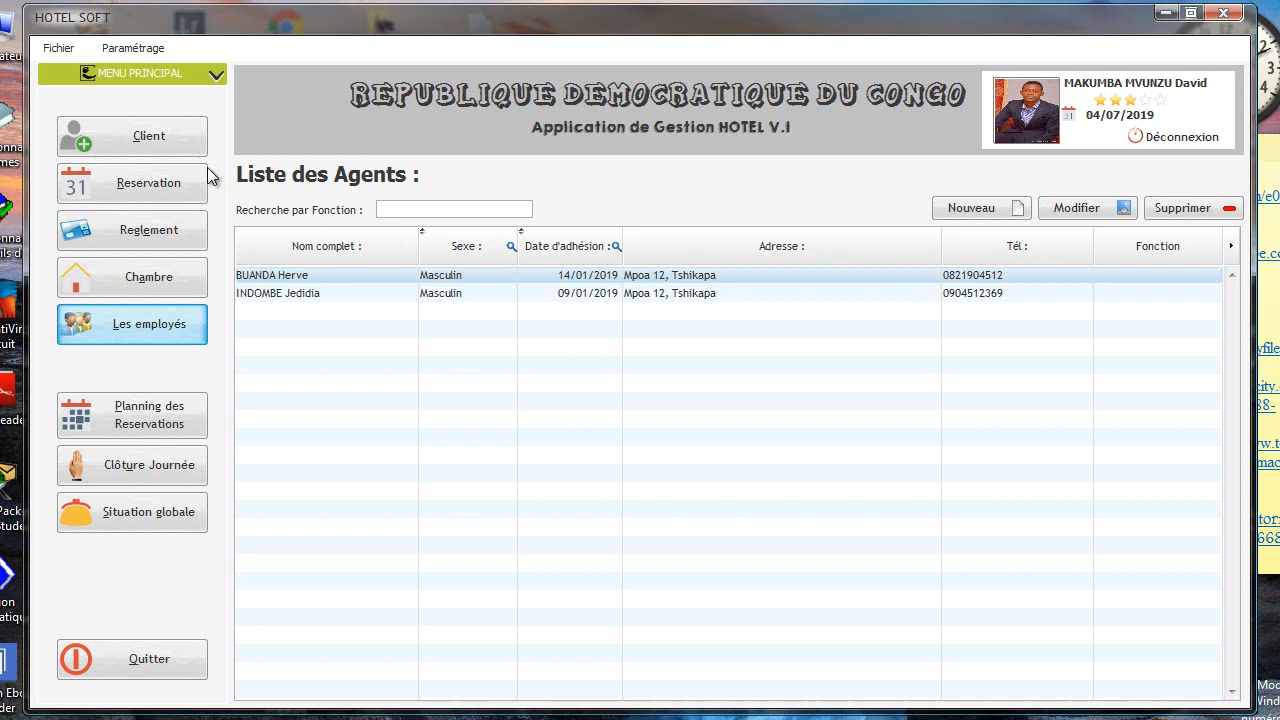 HOTEL SOFT
Fichier Paramétrage
MENU PRINCIPAL
REPUBLIQUE DEMOCRATIQUE DU CONGO
Application de Gestion HOTEL V.1
MAKUMBA MVUNZU David
31 04/07/2019
Déconnexion
Client
31 Reservation
Reglement
Chambre
Les employés
Planning des
Reservations
Clôture Journée
Situation globale
Quitter
Liste des Agents :
Recherche par Fonction :
Nouveau Modifier Supprimer
Nom complet : Sexe : Date d'adhésion : Adresse : Tél : Fonction
BUANDA Herve Masculin 14/01/2019 Mpoa 12, Tshikapa 0821904512
INDOMBE Jedidia Masculin 09/01/2019 Mpoa 12, Tshikapa 0904512369